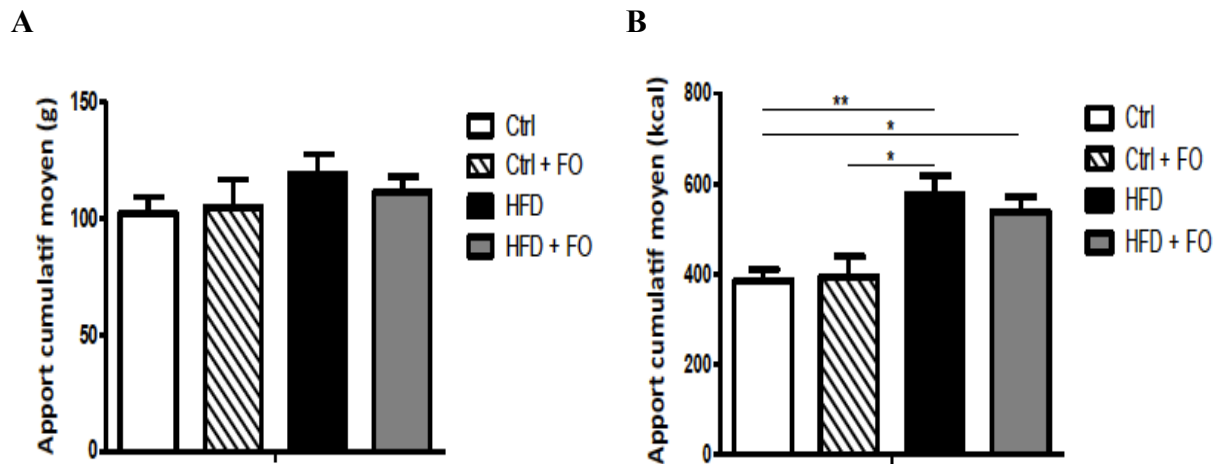 A
Apport cumulatif moyen (g)
150
100
50
0
Ctrl
Ctrl + FO
HFD
HFD + FO
B
Apport cumulatif moyen (kcal)
800
600
400
200
0
**
*
*
Ctrl
Ctrl + FO
HFD
HFD + FO